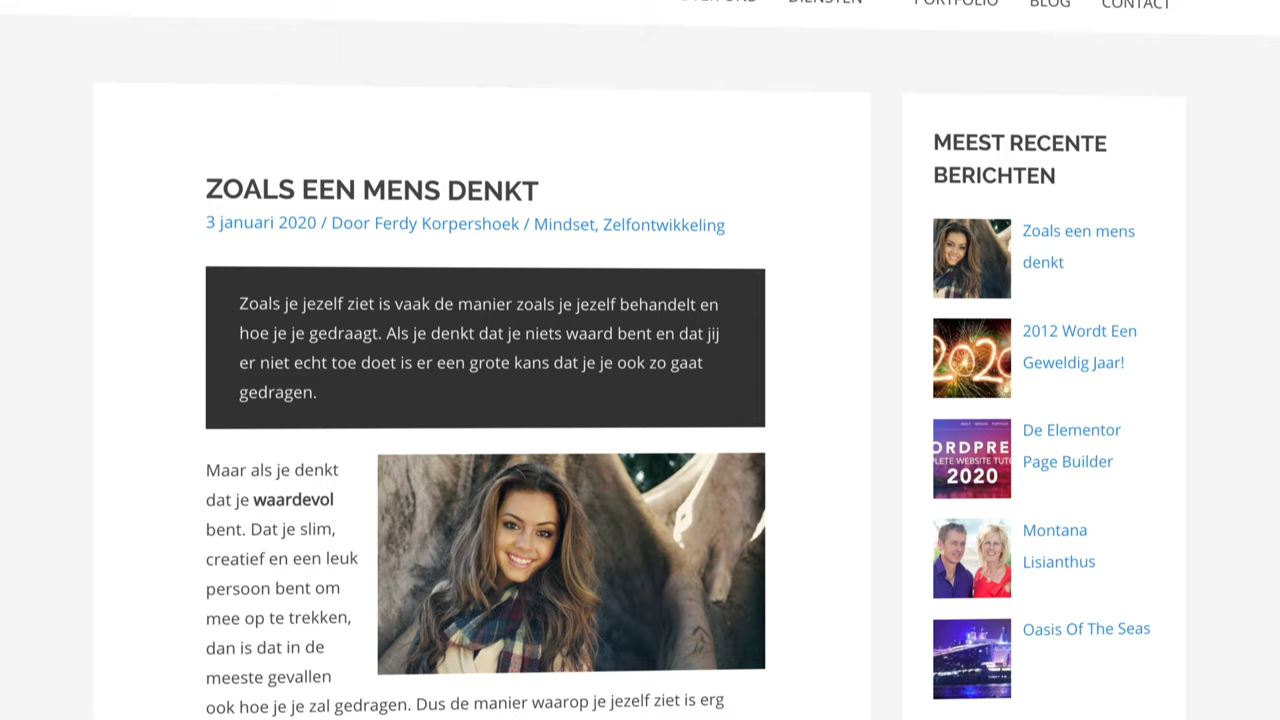 DIENSTEN
PORTFOLIO
BLOG
CONTACT
ZOALS EEN MENS DENKT
3 januari 2020 / Door Ferdy Korpershoek / Mindset, Zelfontwikkeling
Zoals je jezelf ziet is vaak de manier zoals je jezelf behandelt en
hoe je je gedraagt. Als je denkt dat je niets waard bent en dat jij
er niet echt toe doet is er een grote kans dat je je ook zo gaat
gedragen.
Maar als je denkt
dat je waardevol
bent. Dat je slim,
creatief en een leuk
persoon bent om
mee op te trekken,
dan is dat in de
meeste gevallen
ook hoe je je zal gedragen. Dus de manier waarop je jezelf ziet is erg
MEEST RECENTE
BERICHTEN
Zoals een mens
denkt
2012 Wordt Een
Geweldig Jaar!
2020
De Elementor
Page Builder
ORDPRE
LETE WEBSITE TUT
2020
Montana
Lisianthus
Oasis Of The Seas